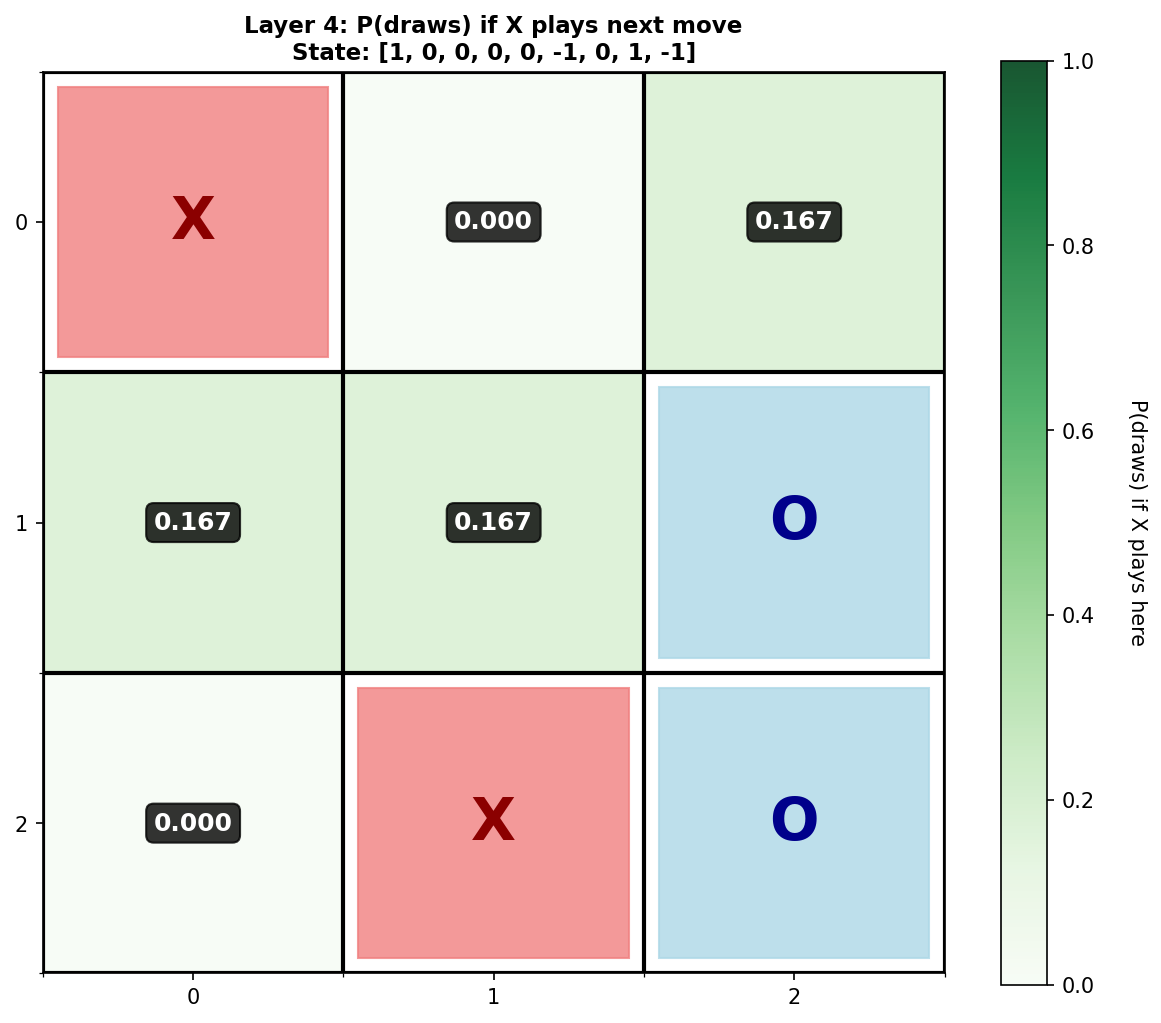 Layer 4: P(draws) if X plays next move
State: [1, 0, 0, 0, 0, -1, 0, 1, -1]
0 X 0.000 0.167
1 0.167 0.167 O
2 0.000 X O
0 1 2
1.0
0.8
0.6
0.4
0.2
0.0
P(draws) if X plays here